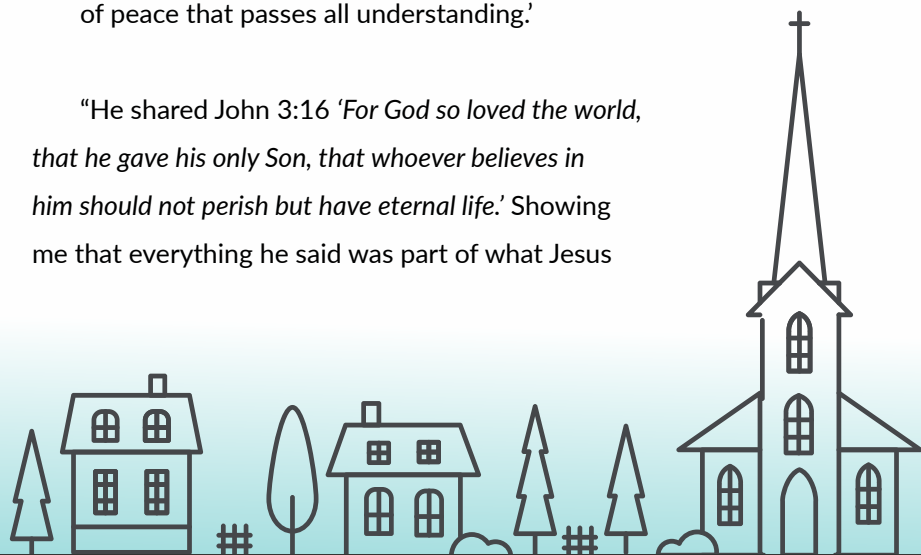 of peace that passes all understanding.’
“He shared John 3:16 ‘For God so loved the world,
that he gave his only Son, that whoever believes in
him should not perish but have eternal life.’ Showing
me that everything he said was part of what Jesus